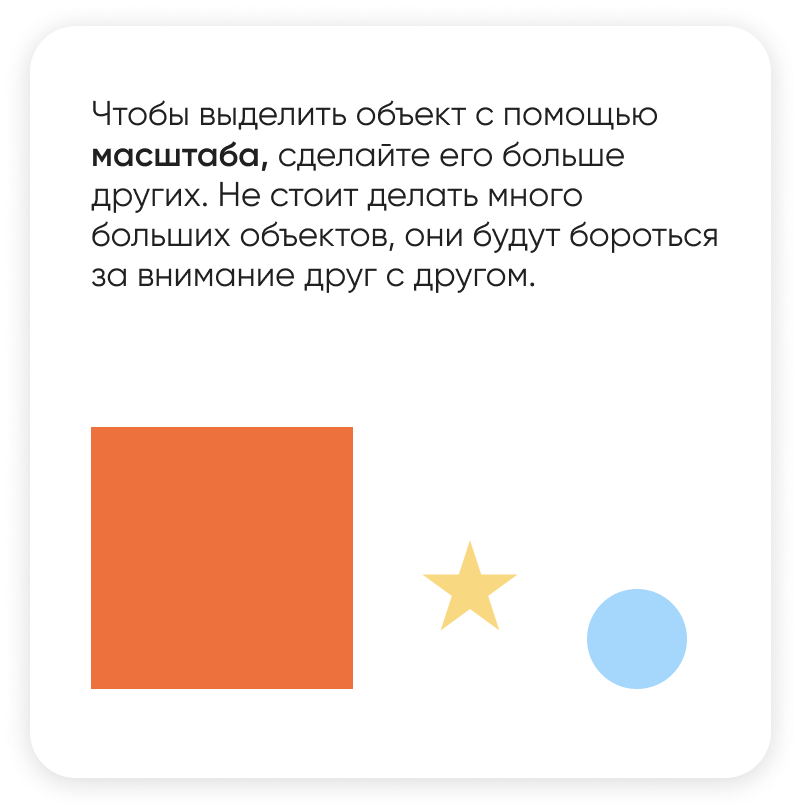 Чтобы выделить объект с помощью
масштаба, сделайте его больше
других. Не стоит делать много
больших объектов, они будут бороться
за внимание друг с другом.